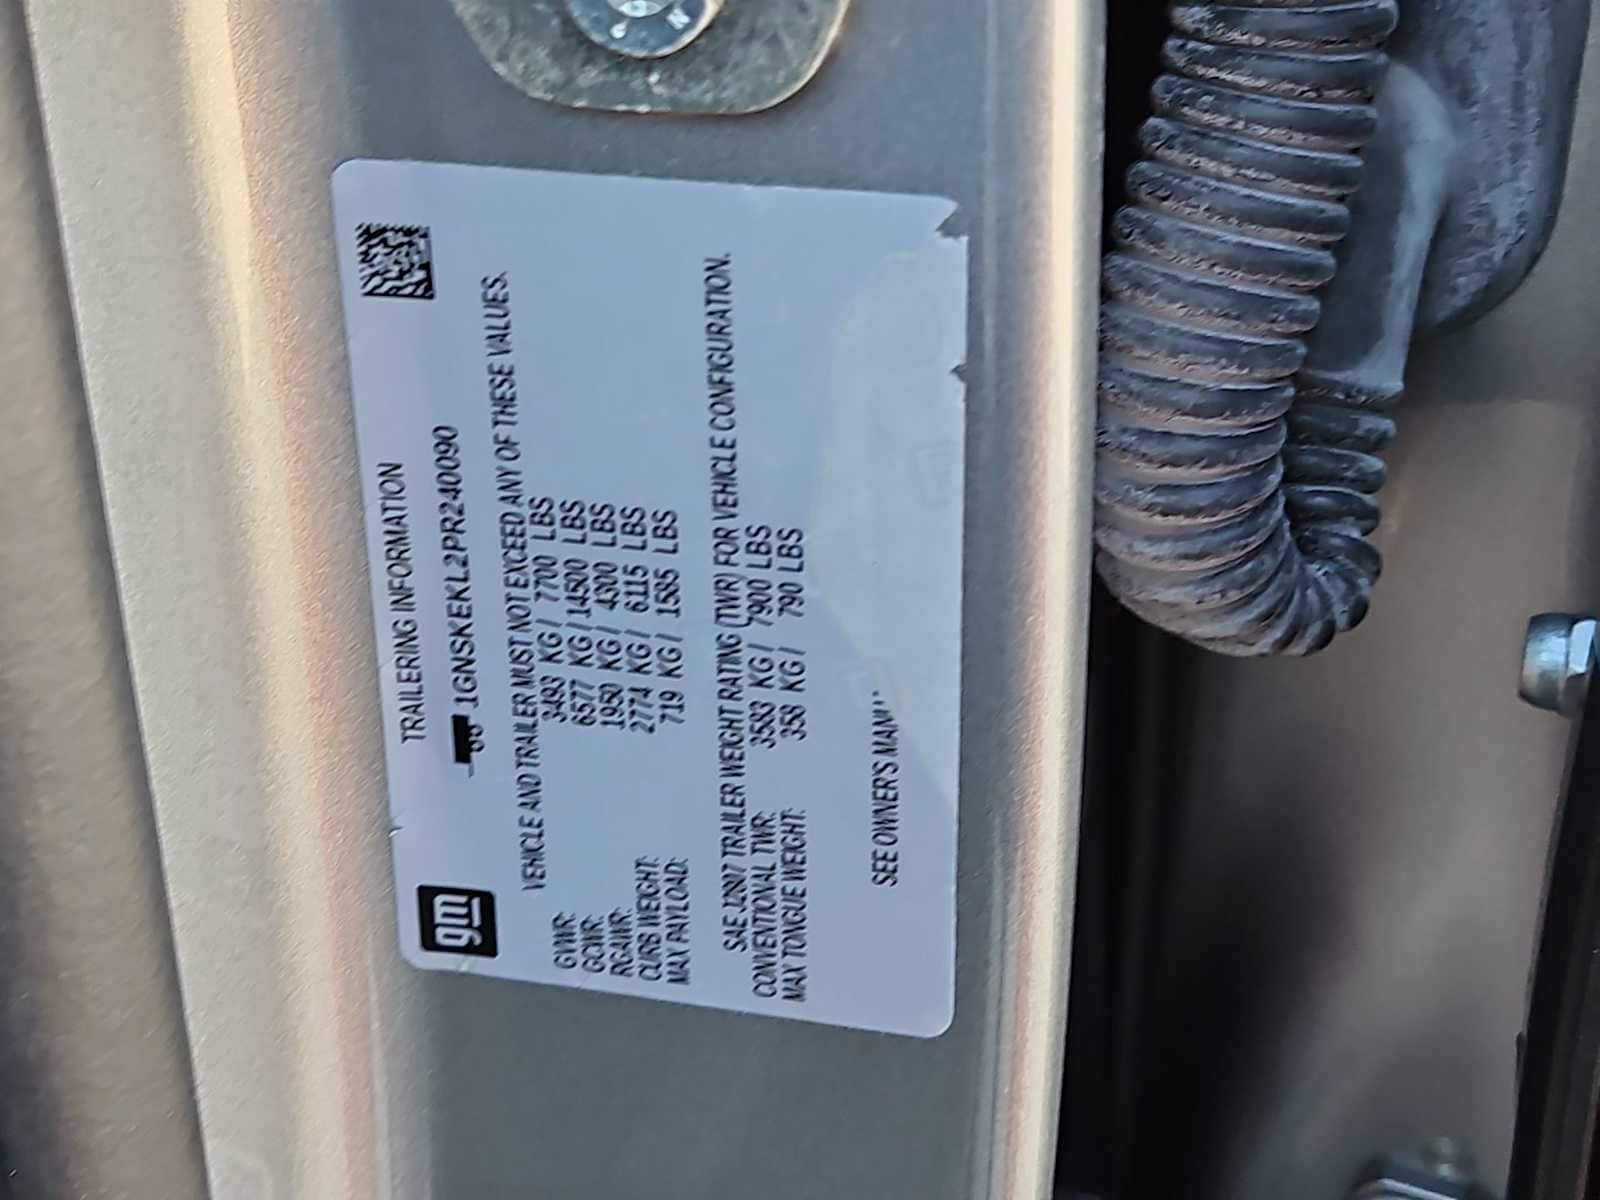 gm
TRAILERING INFORMATION
1GNSKEKL2PR240090
VEHICLE AND TRAILER MUST NOT EXCEED ANY OF THESE VALUES.
GVWR: 3493 KG / 7700 LBS
GCWR: 6577 KG / 14500 LBS
RGAWR: 1950 KG / 4300 LBS
CURB WEIGHT: 2774 KG / 6115 LBS
MAX PAYLOAD: 719 KG / 1585 LBS
SAE J2807 TRAILER WEIGHT RATING (TWR) FOR VEHICLE CONFIGURATION.
CONVENTIONAL TWR: 3583 KG / 7900 LBS
MAX TONGUE WEIGHT: 358 KG / 790 LBS
SEE OWNER'S